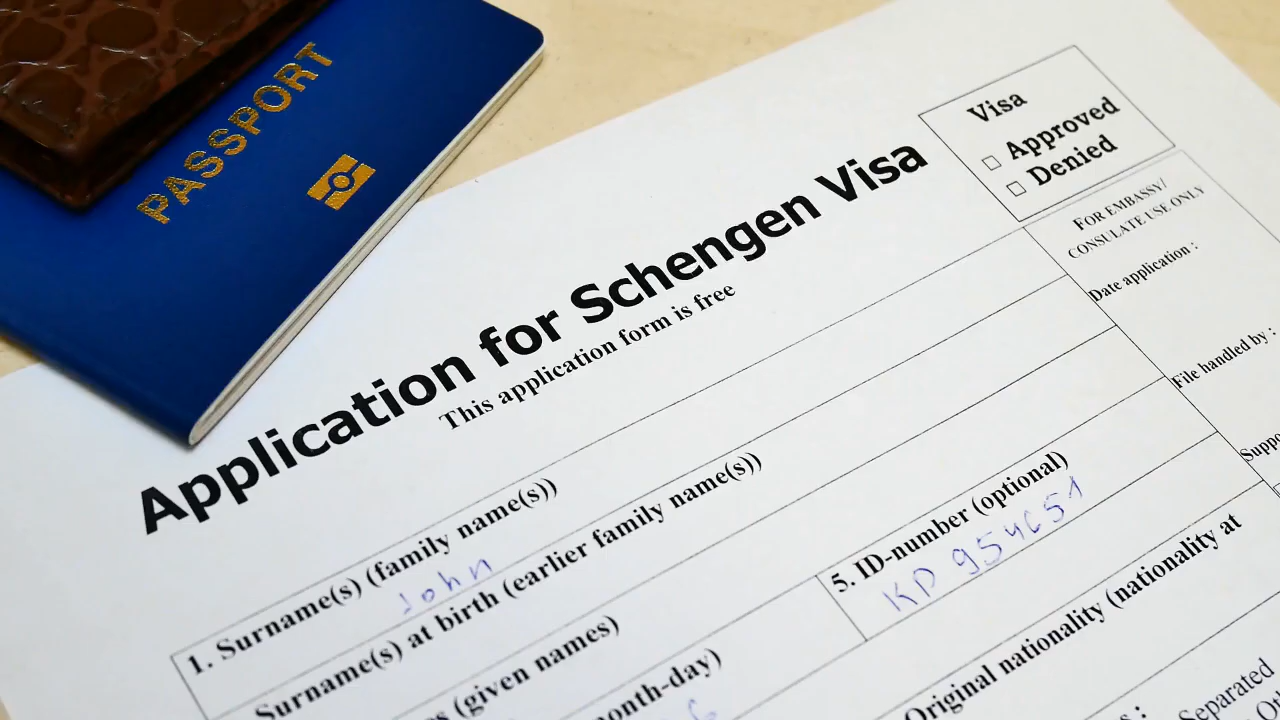 PASSPORT
Visa
Approved
Denied
Application for Schengen Visa
This application form is free
FOR EMBASSY/
CONSULATE USE ONLY
Date application :
File handled by :
1. Surname(s) (family name(s))
John
Surname(s) at birth (earlier family name(s))
(given names)
5. ID-number (optional)
KP 954651
Original nationality (nationality at
Separated